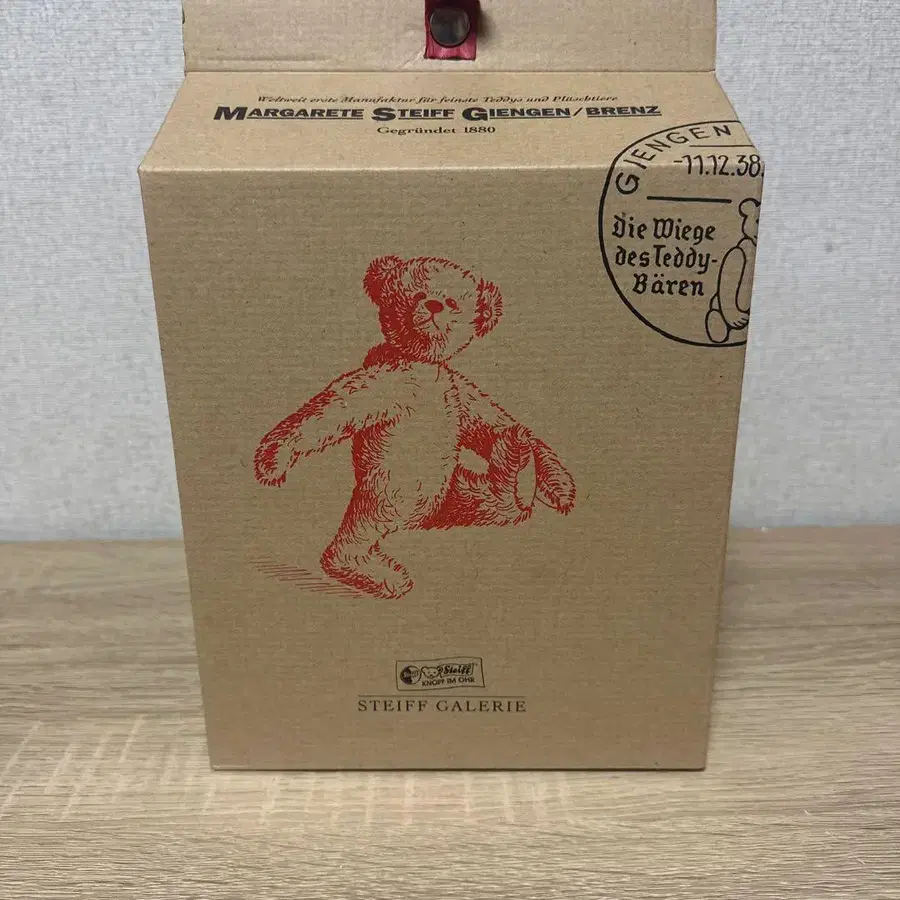 Weltweit erste Manufaktur für feinste Teddys und Plüschtiere
MARGARETE STEIFF GIENGEN/BRENZ
Gegründet 1880
GIENGEN
-11.12.38
Die Wiege
des Teddy-
Bären
Steiff
KNOPF IM OHR
STEIFF GALERIE